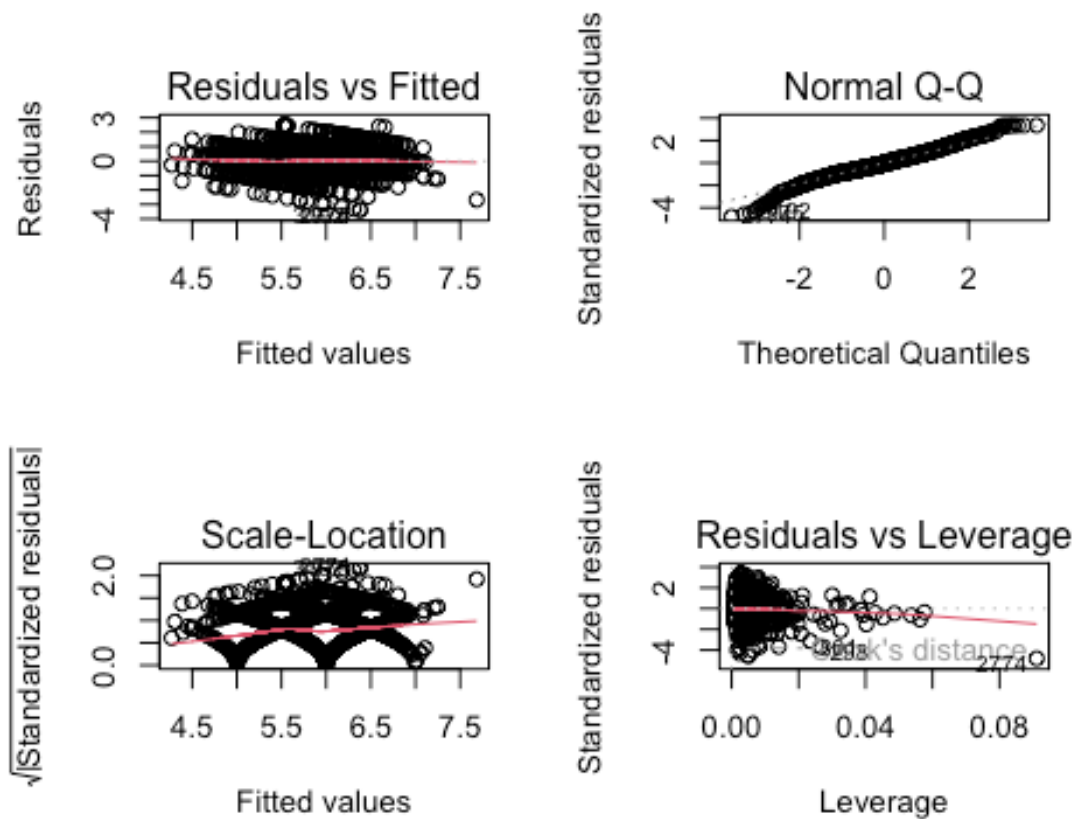 Residuals vs Fitted
Residuals
3
0
-4
4.5 5.5 6.5 7.5
Fitted values
Normal Q-Q
Standardized residuals
2
-4
-2 0 2
Theoretical Quantiles
Scale-Location
√|Standardized residuals|
2.0
0.0
4.5 5.5 6.5 7.5
Fitted values
Residuals vs Leverage
Standardized residuals
2
-4
distance
2774
0.00 0.04 0.08
Leverage